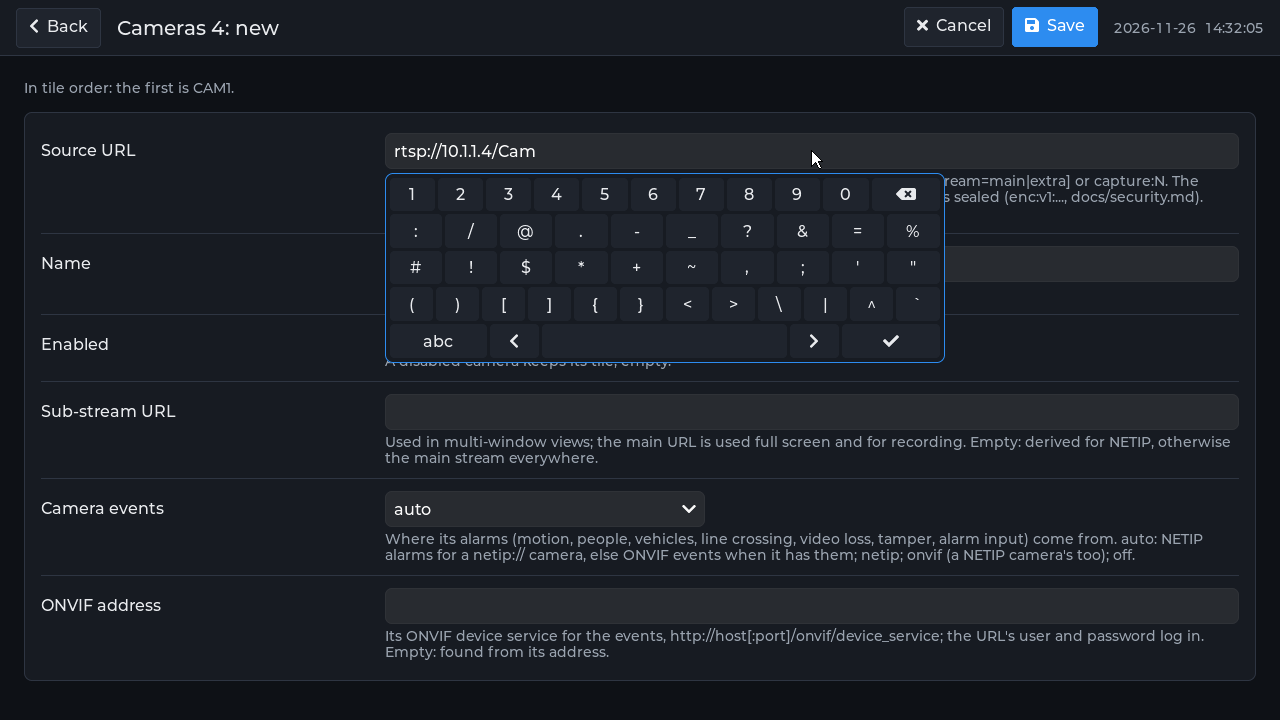 Back
Cameras 4: new
Cancel
Save
2026-11-26 14:32:05
In tile order: the first is CAM1.
Source URL
rtsp://10.1.1.4/Cam
ream=main|extra] or capture:N. The
s sealed (enc:v1:..., docs/security.md).
1 2 3 4 5 6 7 8 9 0
: / @ . - _ ? & = %
# ! $ * + ~ , ; ' "
( ) [ ] { } < > \ | ^ `
abc
Name
Enabled
Sub-stream URL
Used in multi-window views; the main URL is used full screen and for recording. Empty: derived for NETIP, otherwise
the main stream everywhere.
Camera events
auto
Where its alarms (motion, people, vehicles, line crossing, video loss, tamper, alarm input) come from. auto: NETIP
alarms for a netip:// camera, else ONVIF events when it has them; netip; onvif (a NETIP camera's too); off.
ONVIF address
Its ONVIF device service for the events, http://host[:port]/onvif/device_service; the URL's user and password log in.
Empty: found from its address.